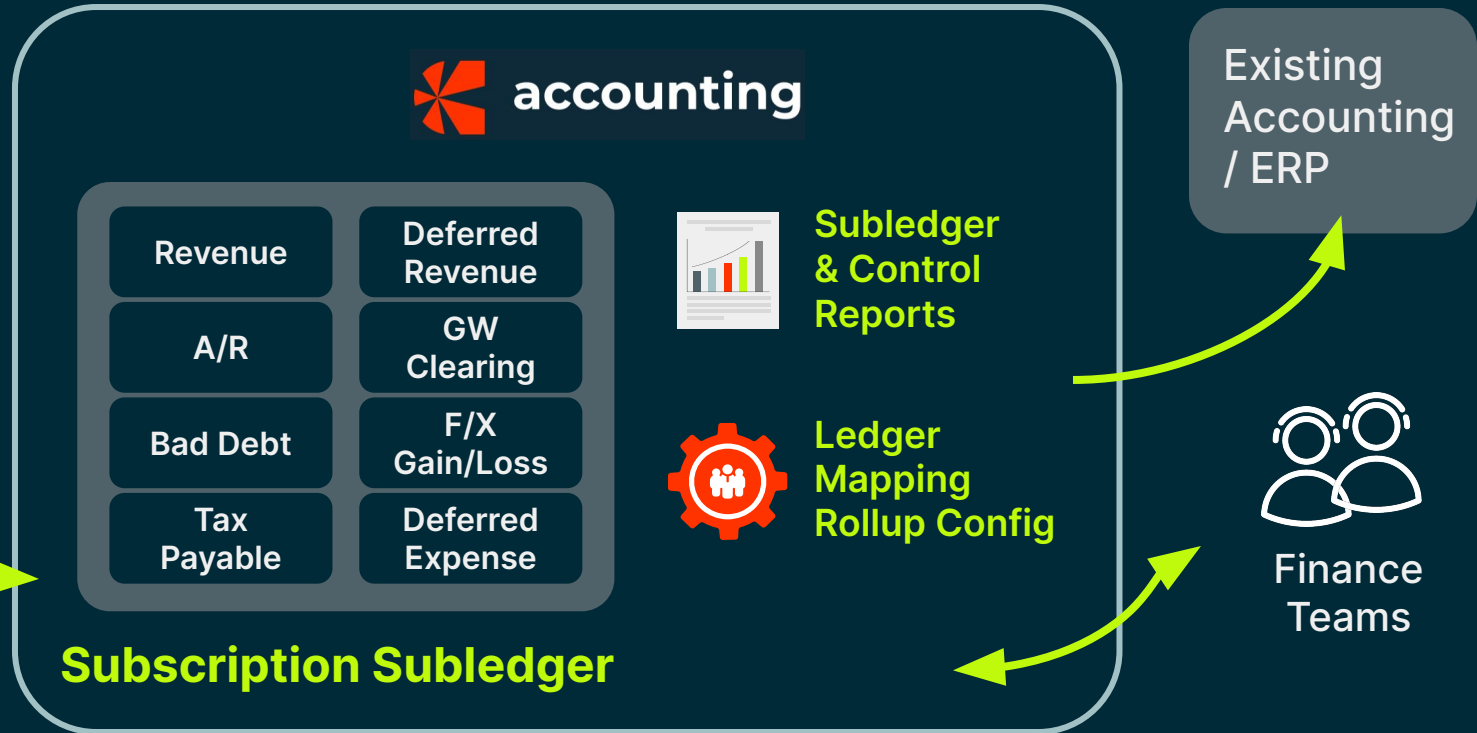 accounting
Existing
Accounting
/ ERP
Revenue
Deferred
Revenue
A/R
GW
Clearing
Bad Debt
F/X
Gain/Loss
Tax
Payable
Deferred
Expense
Subledger
& Control
Reports
Ledger
Mapping
Rollup Config
Finance
Teams
Subscription Subledger